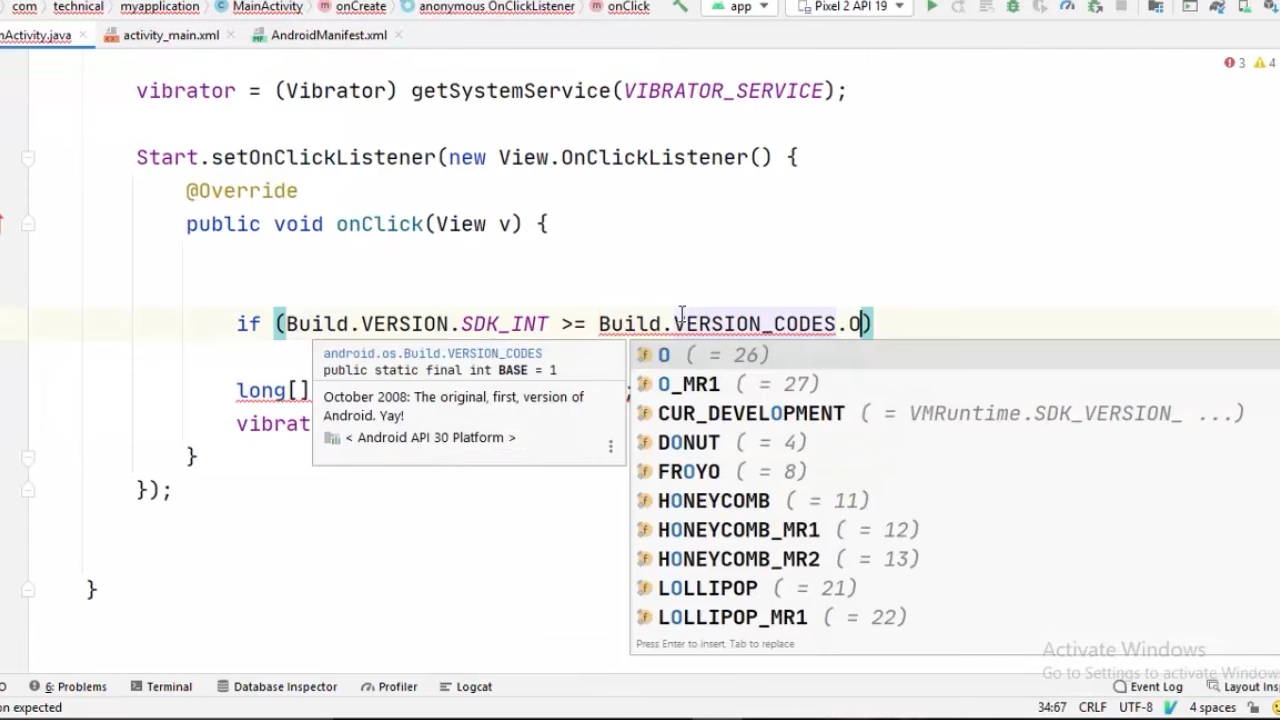 com technical myapplication MainActivity onCreate anonymous OnClickListener onClick app Pixel 2 API 19
Activity.java activity_main.xml AndroidManifest.xml
3 4
vibrator = (Vibrator) getSystemService(VIBRATOR_SERVICE);
Start.setOnClickListener(new View.OnClickListener() {
@Override
public void onClick(View v) {
if (Build.VERSION.SDK_INT >= Build.VERSION_CODES.O)
android.os.Build.VERSION_CODES
public static final int BASE = 1
October 2008: The original, first, version of
Android. Yay!
< Android API 30 Platform >
O ( = 26)
O_MR1 ( = 27)
CUR_DEVELOPMENT ( = VMRuntime.SDK_VERSION_ ...)
DONUT ( = 4)
FROYO ( = 8)
HONEYCOMB ( = 11)
HONEYCOMB_MR1 ( = 12)
HONEYCOMB_MR2 ( = 13)
LOLLIPOP ( = 21)
LOLLIPOP_MR1 ( = 22)
Press Enter to insert, Tab to replace
long[] ;
vibrat
}
});
}
Activate Windows
Go to Settings to activate Windows
6: Problems Terminal Database Inspector Profiler Logcat Event Log Layout Ins
on expected 34:67 CRLF UTF-8 4 spaces